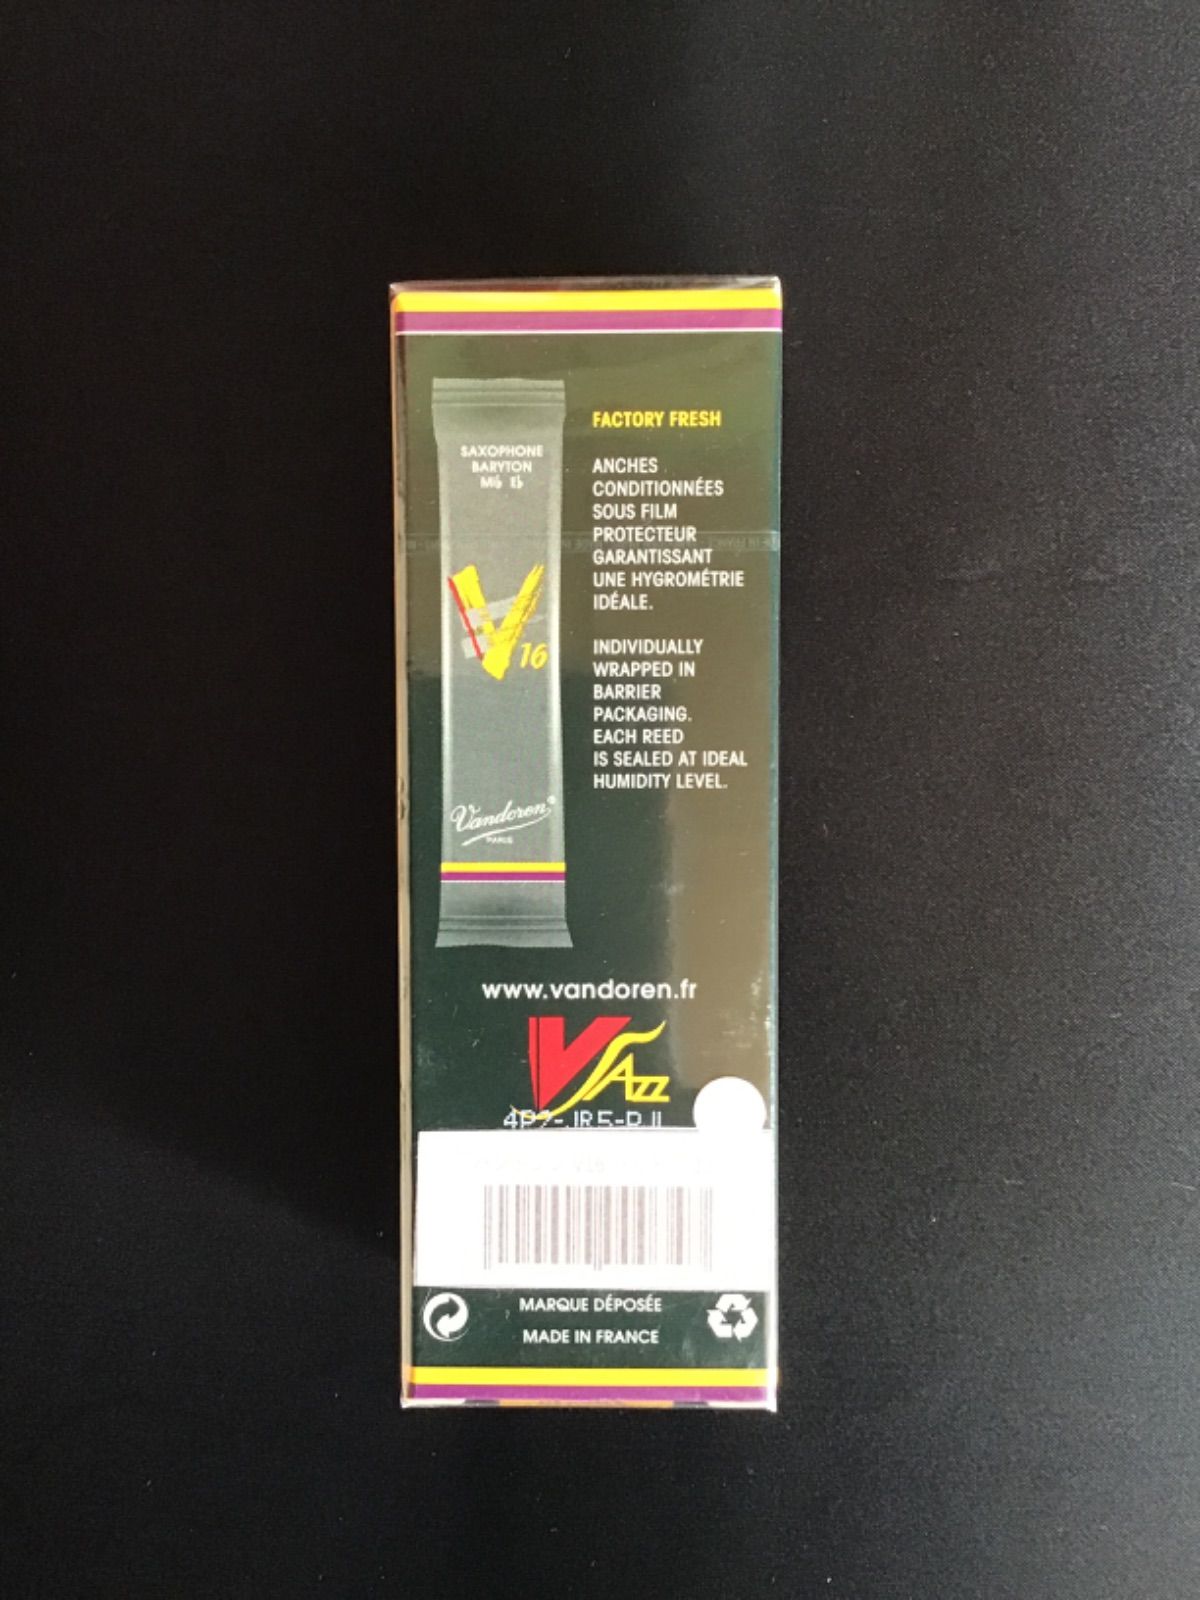 SAXOPHONE
BARYTON
Mi♭ E♭
V16
Vandoren®
PARIS
FACTORY FRESH
ANCHES
CONDITIONNÉES
SOUS FILM
PROTECTEUR
GARANTISSANT
UNE HYGROMÉTRIE
IDÉALE.
INDIVIDUALLY
WRAPPED IN
BARRIER
PACKAGING.
EACH REED
IS SEALED AT IDEAL
HUMIDITY LEVEL.
www.vandoren.fr
V JAZZ
MARQUE DÉPOSÉE
MADE IN FRANCE